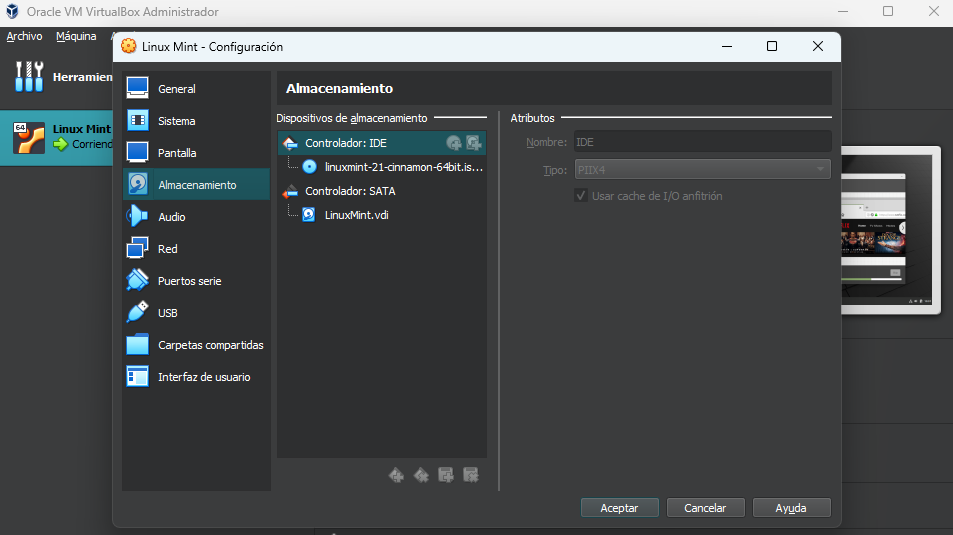 Oracle VM VirtualBox Administrador
Archivo Máquina
Linux Mint - Configuración
Herramien
64
Linux Mint
Corriend
General
Sistema
Pantalla
Almacenamiento
Audio
Red
Puertos serie
USB
Carpetas compartidas
Interfaz de usuario
Almacenamiento
Dispositivos de almacenamiento
Controlador: IDE
linuxmint-21-cinnamon-64bit.is...
Controlador: SATA
LinuxMint.vdi
Atributos
Nombre: IDE
Tipo: PIIX4
Usar cache de I/O anfitrión
Aceptar Cancelar Ayuda